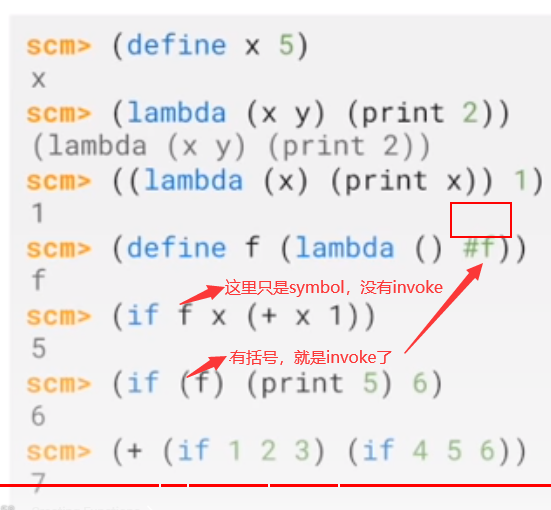 scm> (define x 5)
x
scm> (lambda (x y) (print 2))
(lambda (x y) (print 2))
scm> ((lambda (x) (print x)) 1)
1
scm> (define f (lambda () #f))
f
这里只是symbol，没有invoke
scm> (if f x (+ x 1))
5
有括号，就是invoke了
scm> (if (f) (print 5) 6)
6
scm> (+ (if 1 2 3) (if 4 5 6))
7